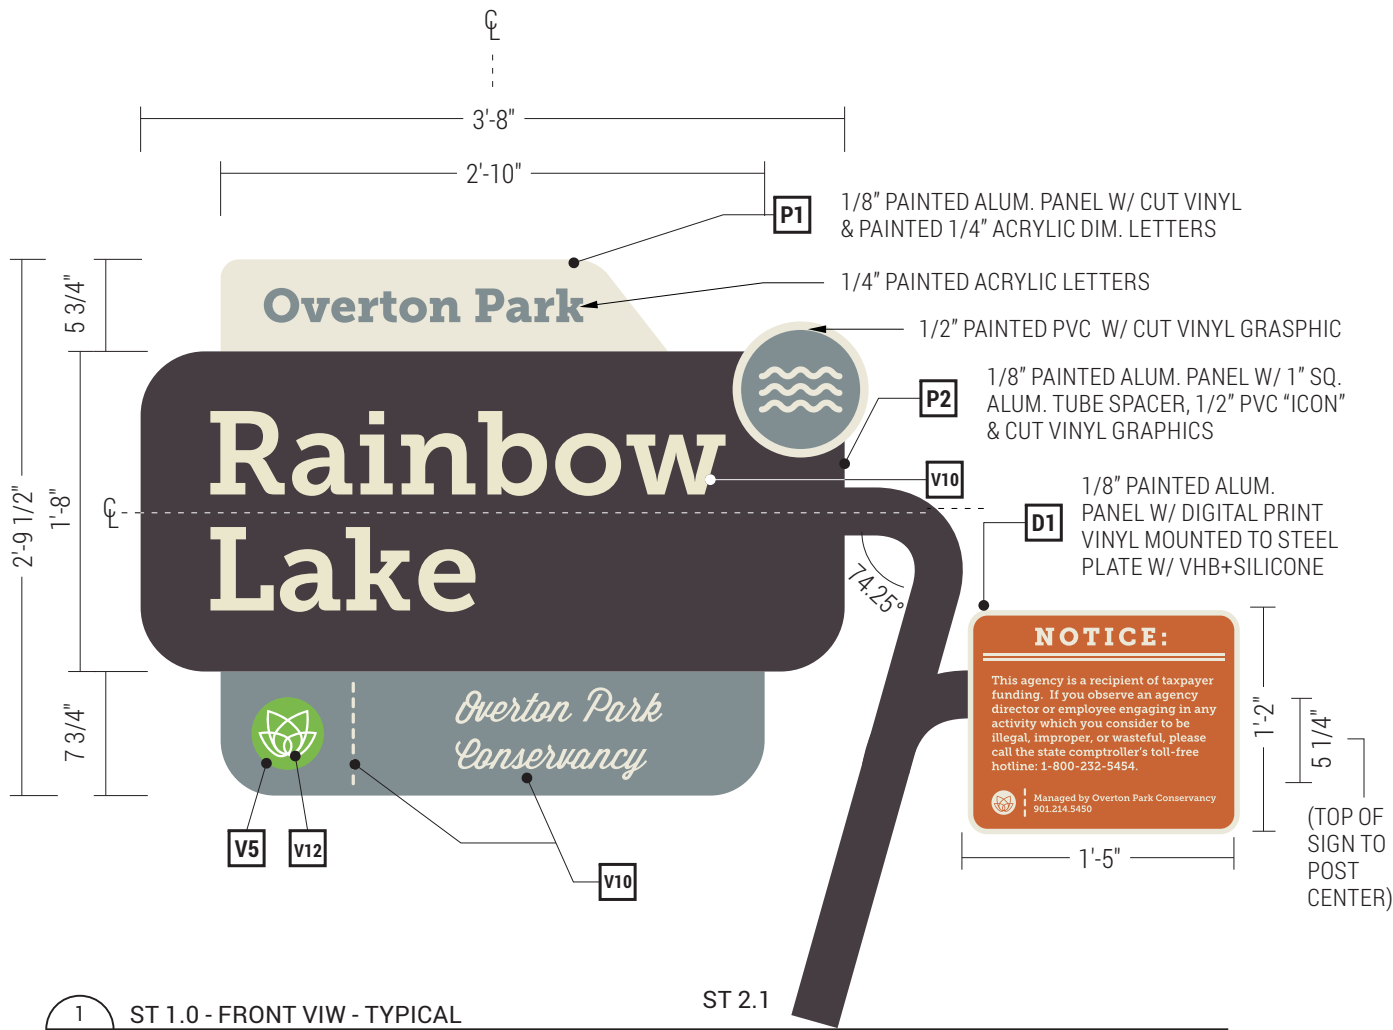 ℄
3'-8"
2'-10"
P1
1/8” PAINTED ALUM. PANEL W/ CUT VINYL
& PAINTED 1/4” ACRYLIC DIM. LETTERS
5 3/4"
Overton Park
1/4” PAINTED ACRYLIC LETTERS
1/2” PAINTED PVC W/ CUT VINYL GRASPHIC
P2
1/8” PAINTED ALUM. PANEL W/ 1” SQ.
ALUM. TUBE SPACER, 1/2” PVC “ICON”
& CUT VINYL GRAPHICS
2'-9 1/2"
1'-8"
℄
Rainbow
Lake
V10
D1
1/8” PAINTED ALUM.
PANEL W/ DIGITAL PRINT
VINYL MOUNTED TO STEEL
PLATE W/ VHB+SILICONE
74.25°
NOTICE:
This agency is a recipient of taxpayer
funding. If you observe an agency
director or employee engaging in any
activity which you consider to be
illegal, improper, or wasteful, please
call the state comptroller's toll-free
hotline: 1-800-232-5454.
Managed by Overton Park Conservancy
901.214.5450
1'-2"
5 1/4"
(TOP OF
SIGN TO
POST
CENTER)
1'-5"
7 3/4"
Overton Park
Conservancy
V5
V12
V10
ST 2.1
1
ST 1.0 - FRONT VIW - TYPICAL